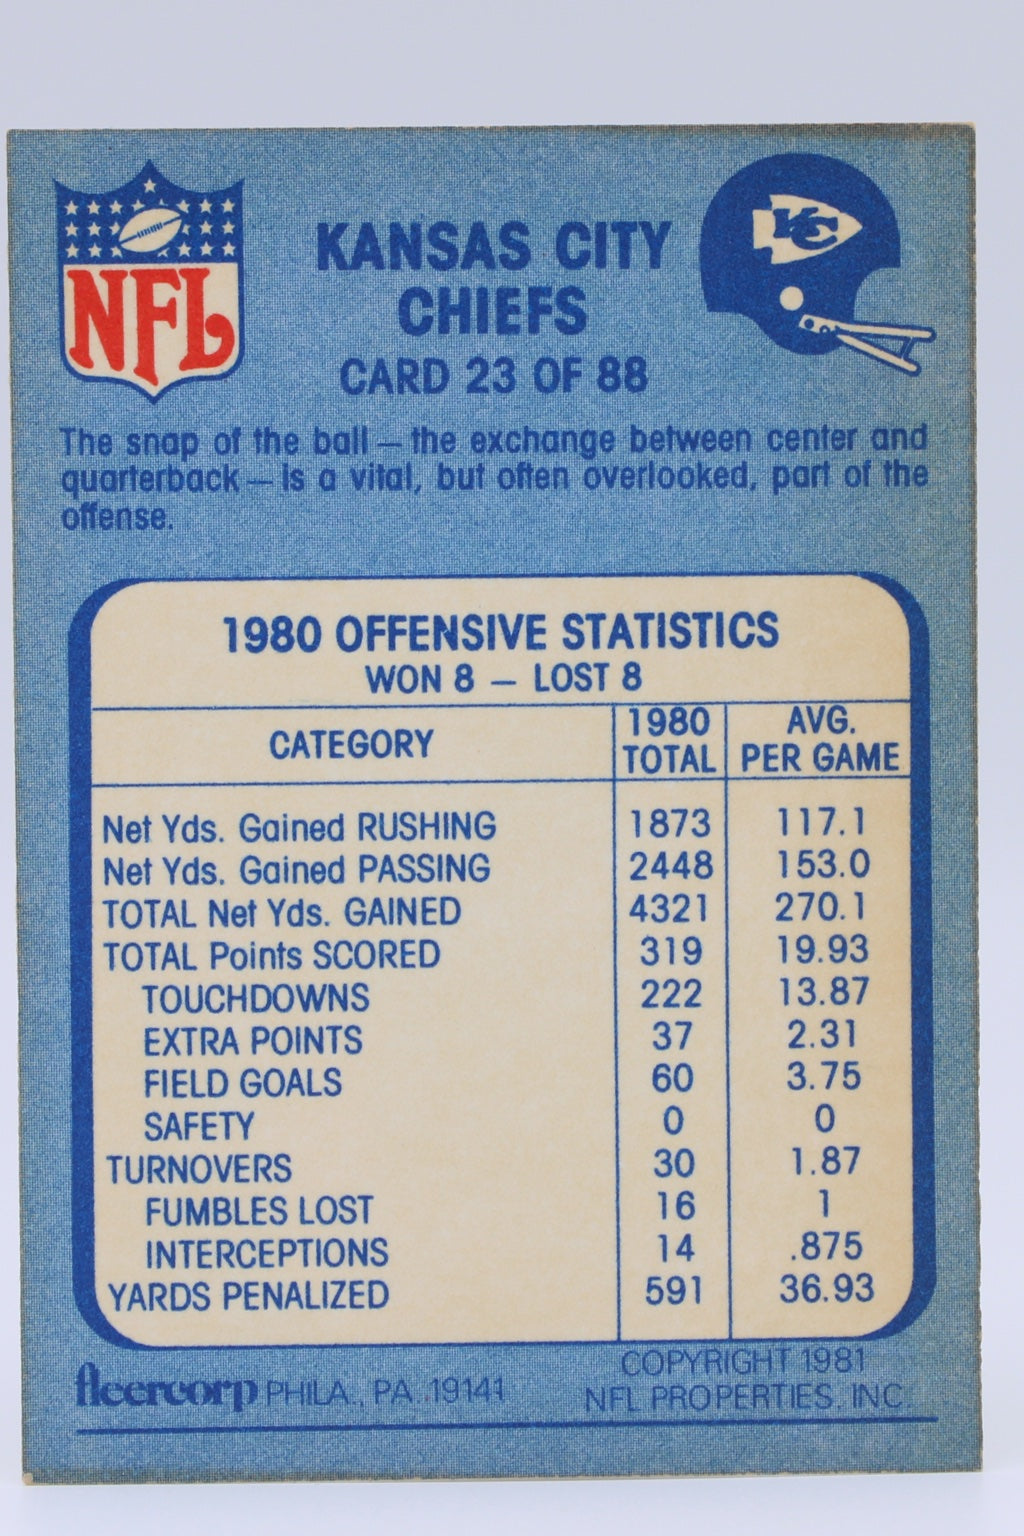 NFL
KC
KANSAS CITY
CHIEFS
CARD 23 OF 88
The snap of the ball — the exchange between center and
quarterback — is a vital, but often overlooked, part of the
offense.
1980 OFFENSIVE STATISTICS
WON 8 — LOST 8
CATEGORY 1980 TOTAL AVG. PER GAME
Net Yds. Gained RUSHING 1873 117.1
Net Yds. Gained PASSING 2448 153.0
TOTAL Net Yds. GAINED 4321 270.1
TOTAL Points SCORED 319 19.93
TOUCHDOWNS 222 13.87
EXTRA POINTS 37 2.31
FIELD GOALS 60 3.75
SAFETY 0 0
TURNOVERS 30 1.87
FUMBLES LOST 16 1
INTERCEPTIONS 14 .875
YARDS PENALIZED 591 36.93
fleercorp PHILA., PA. 19141
COPYRIGHT 1981
NFL PROPERTIES, INC.